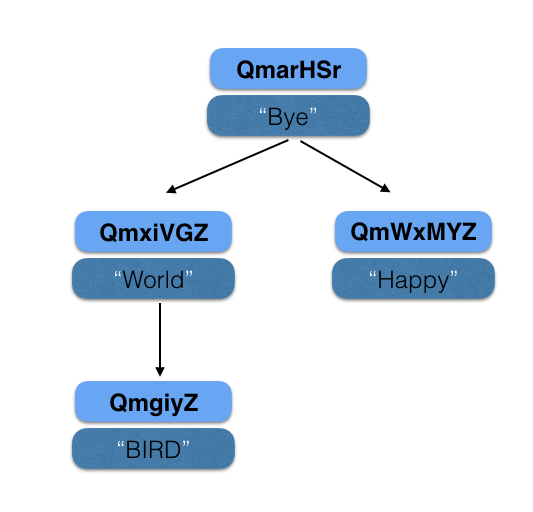 QmarHSr
“Bye”
QmxiVGZ
“World”
QmWxMYZ
“Happy”
QmgiyZ
“BIRD”